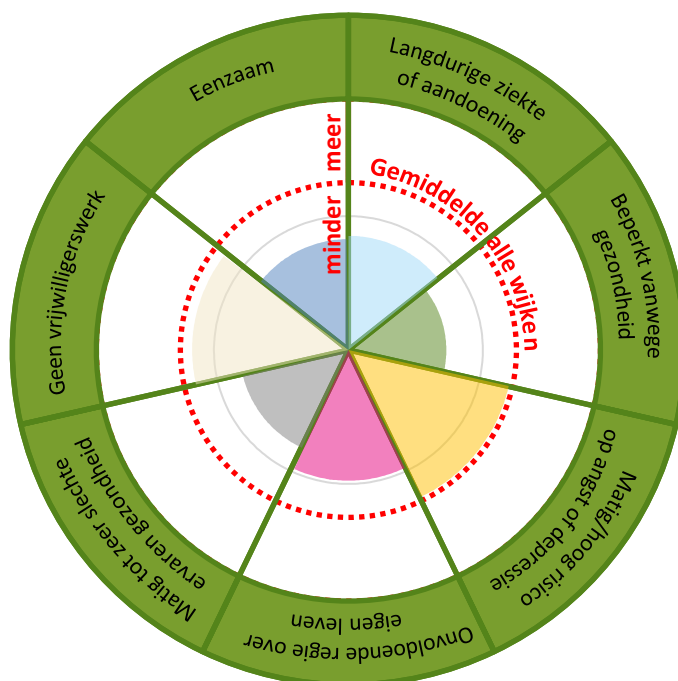 Eenzaam
Langdurige ziekte
of aandoening
Beperkt vanwege
gezondheid
Matig/hoog risico
op angst of depressie
Onvoldoende regie over
eigen leven
Matig tot zeer slechte
ervaren gezondheid
Geen vrijwilligerswerk
meer
minder
Gemiddelde alle wijken